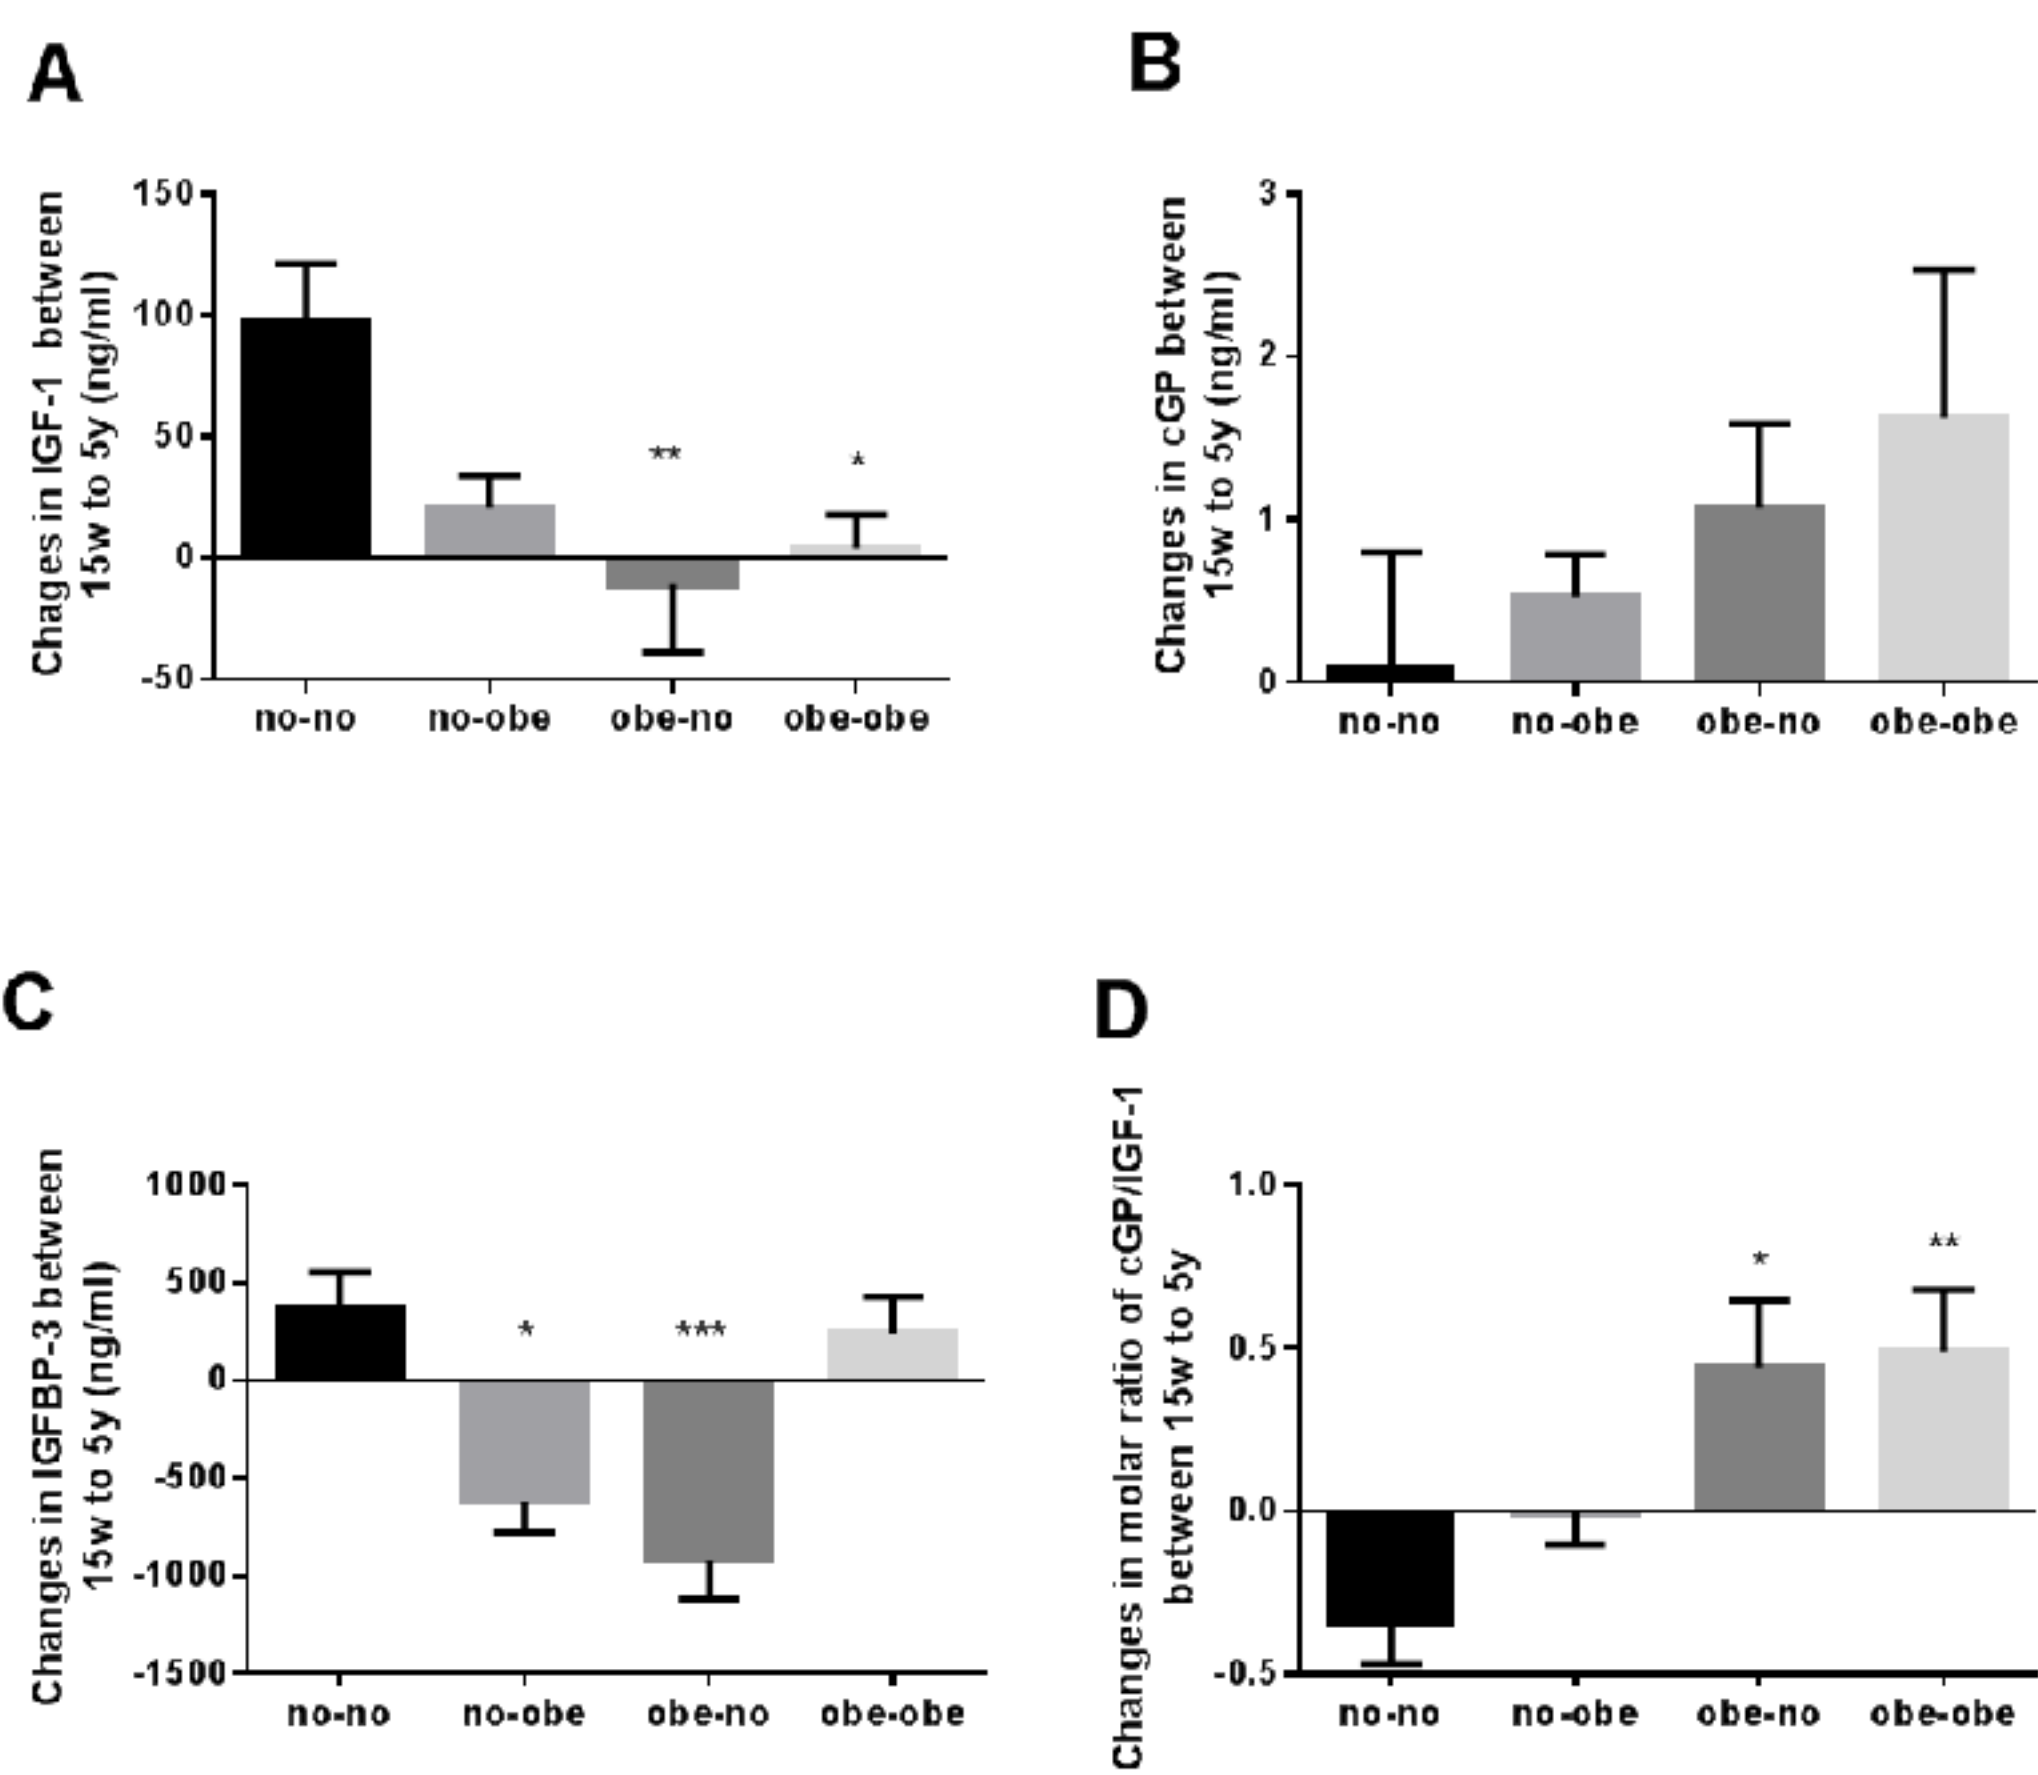 A
Chages in IGF-1 between
15w to 5y (ng/ml)
150
100
50
0
-50
**
*
no-no
no-obe
obe-no
obe-obe
B
Changes in cGP between
15w to 5y (ng/ml)
3
2
1
0
no-no
no-obe
obe-no
obe-obe
C
Changes in IGFBP-3 between
15w to 5y (ng/ml)
1000
500
0
-500
-1000
-1500
*
***
no-no
no-obe
obe-no
obe-obe
D
Changes in molar ratio of cGP/IGF-1
between 15w to 5y
1.0
0.5
0.0
-0.5
*
**
no-no
no-obe
obe-no
obe-obe